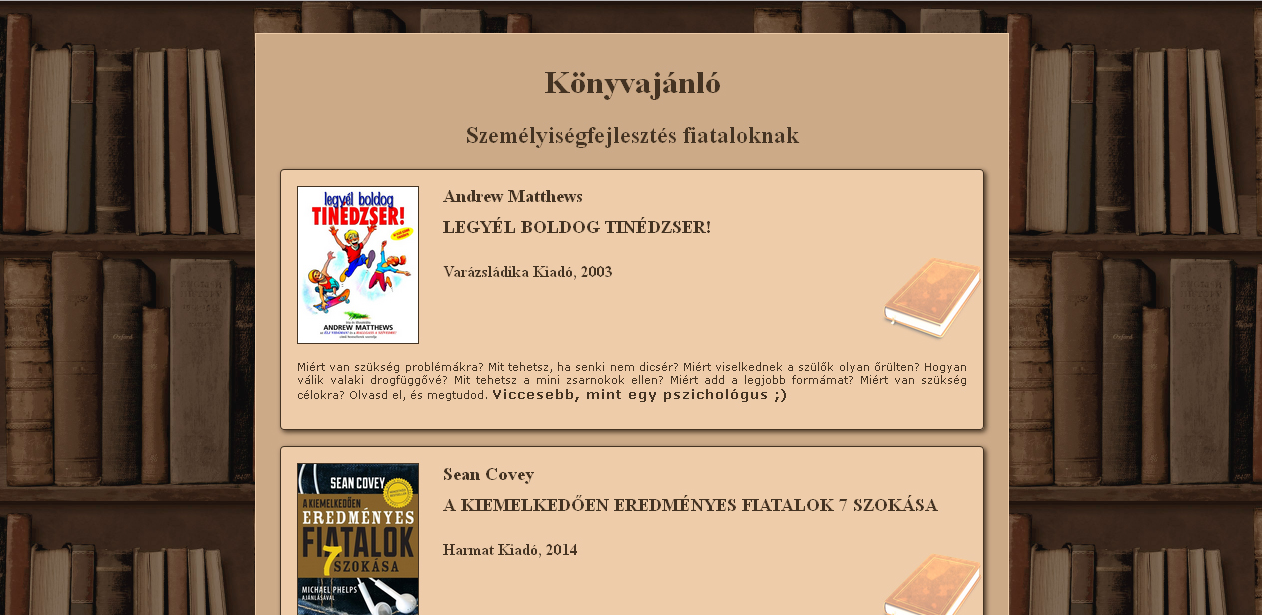 Könyvajánló
Személyiségfejlesztés fiataloknak
legyél boldog
TINÉDZSER!
ANDREW MATTHEWS
Andrew Matthews
LEGYÉL BOLDOG TINÉDZSER!
Varázsládika Kiadó, 2003
Miért van szükség problémákra? Mit tehetsz, ha senki nem dicsér? Miért viselkednek a szülők olyan őrülten? Hogyan
válik valaki drogfüggővé? Mit tehetsz a mini zsarnokok ellen? Miért add a legjobb formámat? Miért van szükség
célokra? Olvasd el, és megtudod. Viccesebb, mint egy pszichológus ;)
SEAN COVEY
A KIEMELKEDŐEN
EREDMÉNYES
FIATALOK
7 SZOKÁSA
MICHAEL PHELPS
AJÁNLÁSÁVAL
Sean Covey
A KIEMELKEDŐEN EREDMÉNYES FIATALOK 7 SZOKÁSA
Harmat Kiadó, 2014